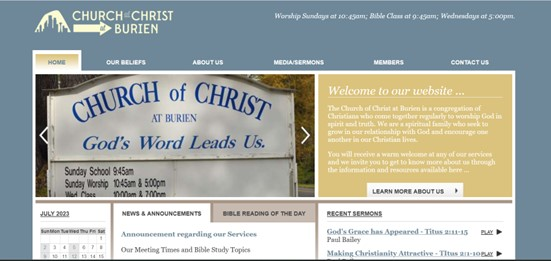 CHURCH of CHRIST
at BURIEN
Worship Sundays at 10:45am; Bible Class at 9:45am; Wednesdays at 5:00pm.
HOME OUR BELIEFS ABOUT US MEDIA/SERMONS MEMBERS CONTACT US
CHURCH of CHRIST
AT BURIEN
God's Word Leads Us.
Sunday School 9:45am
Sunday Worship 10:45am & 5:00pm
Wed. Class 10:00am & 7:00pm
Welcome to our website ...
The Church of Christ at Burien is a congregation of
Christians who come together regularly to worship God in
spirit and truth. We are a spiritual family who seek to
grow in our relationship with God and encourage one
another in our Christian lives.
You will receive a warm welcome at any of our services
and we invite you to get to know more about us through
the information and resources available here ...
LEARN MORE ABOUT US
JULY 2023
Sun Mon Tue Wed Thu Fri Sat
1
2 3 4 5 6 7 8
NEWS & ANNOUNCEMENTS BIBLE READING OF THE DAY
Announcement regarding our Services
Our Meeting Times and Bible Study Topics
RECENT SERMONS
God's Grace has Appeared - Titus 2:11-15 PLAY
Paul Bailey
Making Christianity Attractive - Titus 2:1-10 PLAY
Paul Bailey